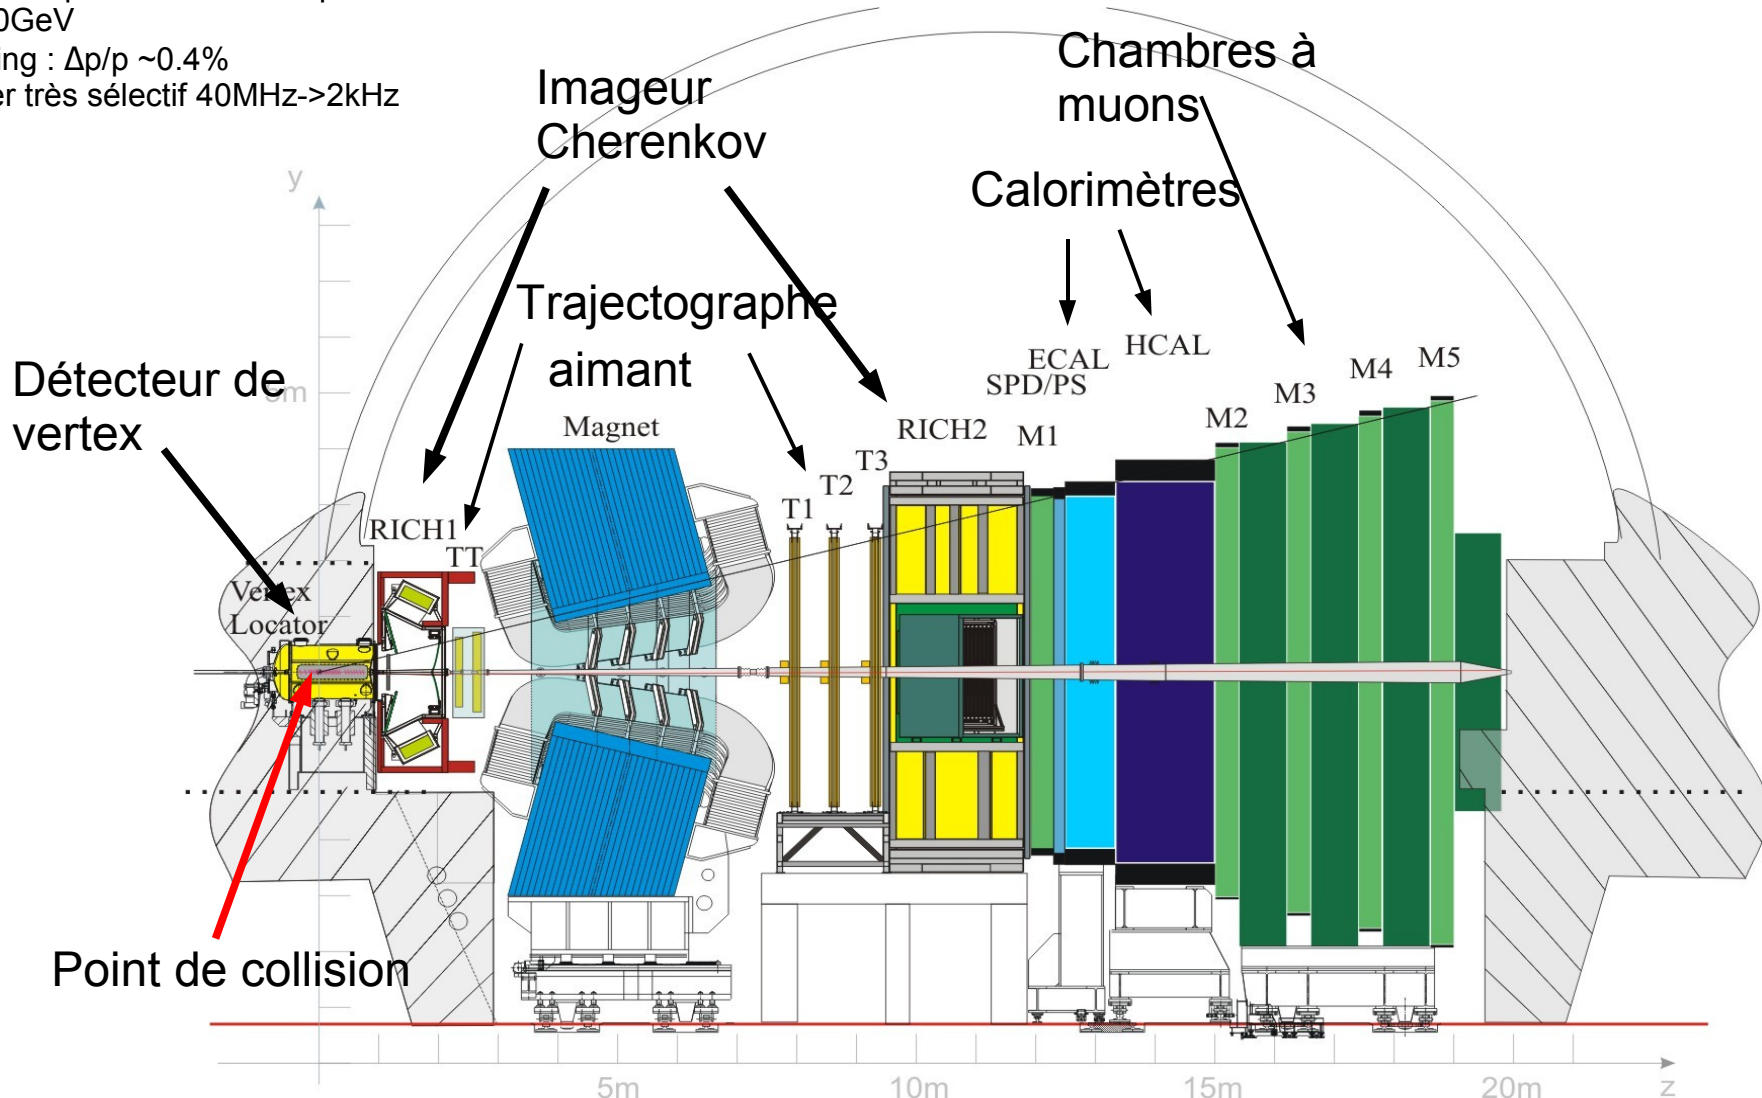 0GeV
ing : Δp/p ~0.4%
er très sélectif 40MHz->2kHz
Imageur
Cherenkov
Chambres à
muons
Calorimètres
Trajectographe
aimant
Détecteur de
vertex
Point de collision
y
5m
Magnet
RICH1
TT
Vertex
Locator
T1
T2
T3
RICH2
M1
SPD/PS
ECAL
HCAL
M2
M3
M4
M5
5m
10m
15m
20m
z